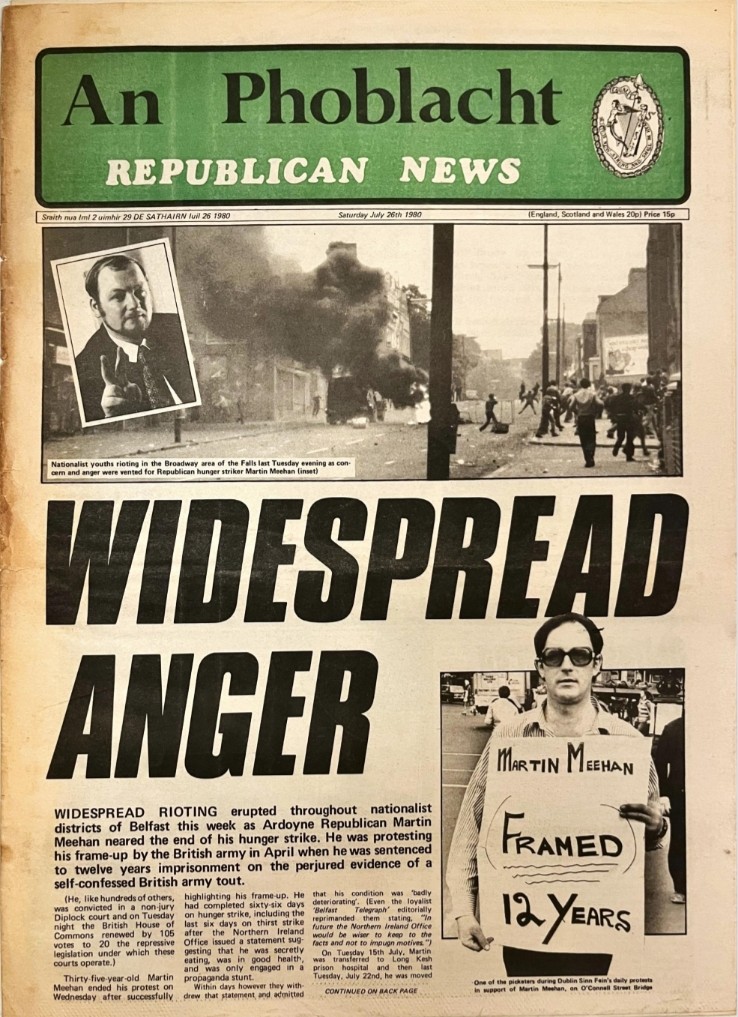 An Phoblacht
REPUBLICAN NEWS
Sraith nua Iml 2 uimhir 29 DE SATHAIRN Iuil 26 1980
Saturday July 26th 1980
(England, Scotland and Wales 20p) Price 15p
Nationalist youths rioting in the Broadway area of the Falls last Tuesday evening as con-
cern and anger were vented for Republican hunger striker Martin Meehan (inset)
WIDESPREAD
ANGER
WIDESPREAD RIOTING erupted throughout nationalist
districts of Belfast this week as Ardoyne Republican Martin
Meehan neared the end of his hunger strike. He was protesting
his frame-up by the British army in April when he was sentenced
to twelve years imprisonment on the perjured evidence of a
self-confessed British army tout.
(He, like hundreds of others,
was convicted in a non-jury
Diplock court and on Tuesday
night the British House of
Commons renewed by 105
votes to 20 the repressive
legislation under which these
courts operate.)
Thirty-five-year-old Martin
Meehan ended his protest on
Wednesday after successfully
highlighting his frame-up. He
had completed sixty-six days
on hunger strike, including the
last six days on thirst strike
after the Northern Ireland
Office issued a statement sug-
gesting that he was secretly
eating, was in good health,
and was only engaged in a
propaganda stunt.
Within days however they with-
drew that statement and admitted
that his condition was 'badly
deteriorating'. (Even the loyalist
'Belfast Telegraph' editorially
reprimanded them stating, "In
future the Northern Ireland Office
would be wiser to keep to the
facts and not to impugn motives.")
On Tuesday 15th July, Martin
was transferred to Long Kesh
prison hospital and then last
Tuesday, July 22nd, he was moved
CONTINUED ON BACK PAGE
MARTIN MEEHAN
FRAMED
12 YEARS
One of the picketers during Dublin Sinn Fein's daily protests
in support of Martin Meehan, on O'Connell Street Bridge